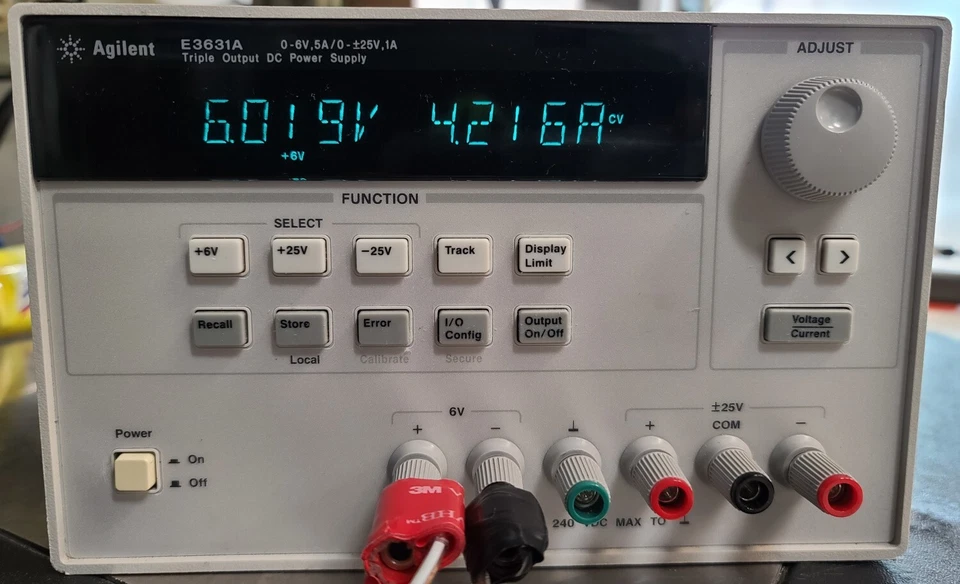 Agilent E3631A 0-6V,5A/0-±25V,1A
Triple Output DC Power Supply
6.019V 4.216A CV
+6V
ADJUST
FUNCTION
SELECT
+6V +25V -25V Track Display Limit
< >
Recall Store Error I/O Config Output On/Off
Voltage
Current
Local Calibrate Secure
6V ±25V
+ - + COM -
Power
On
Off
3M
HB™
240 VDC MAX TO